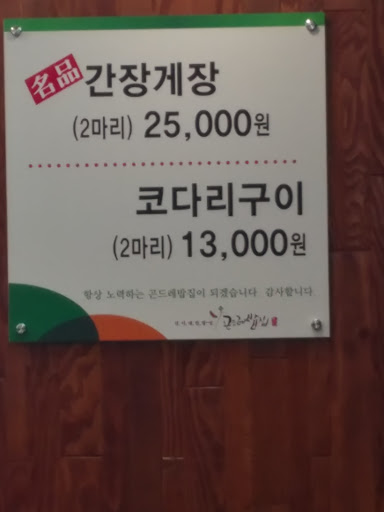 名品 간장게장
(2마리) 25,000원
코다리구이
(2마리) 13,000원
항상 노력하는 곤드레밥집이 되겠습니다. 감사합니다.
곤드레밥집